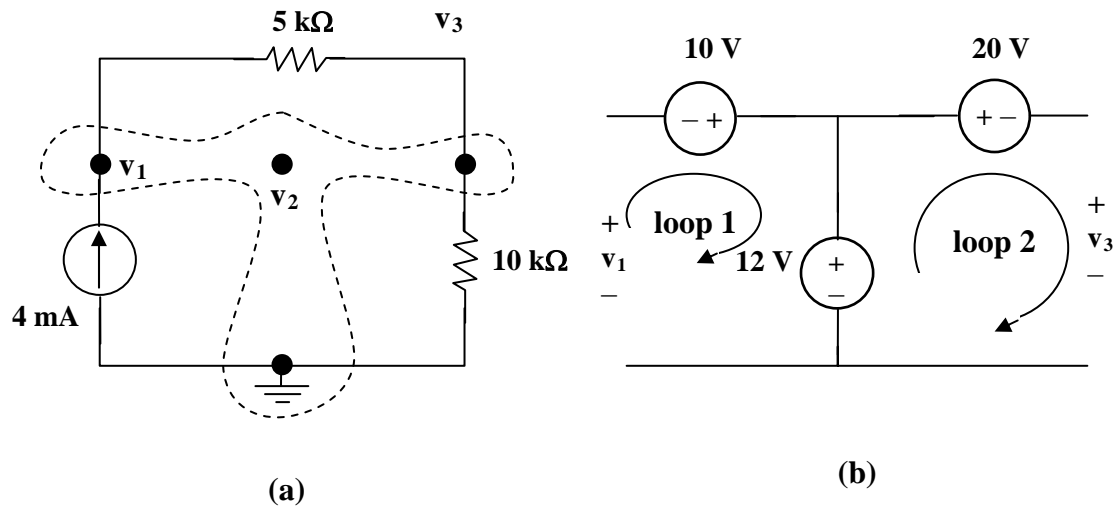 5 kΩ
v₃
v₁
v₂
10 kΩ
4 mA
(a)
10 V
20 V
– +
+ –
+
v₁
–
loop 1
12 V
+
–
loop 2
+
v₃
–
(b)